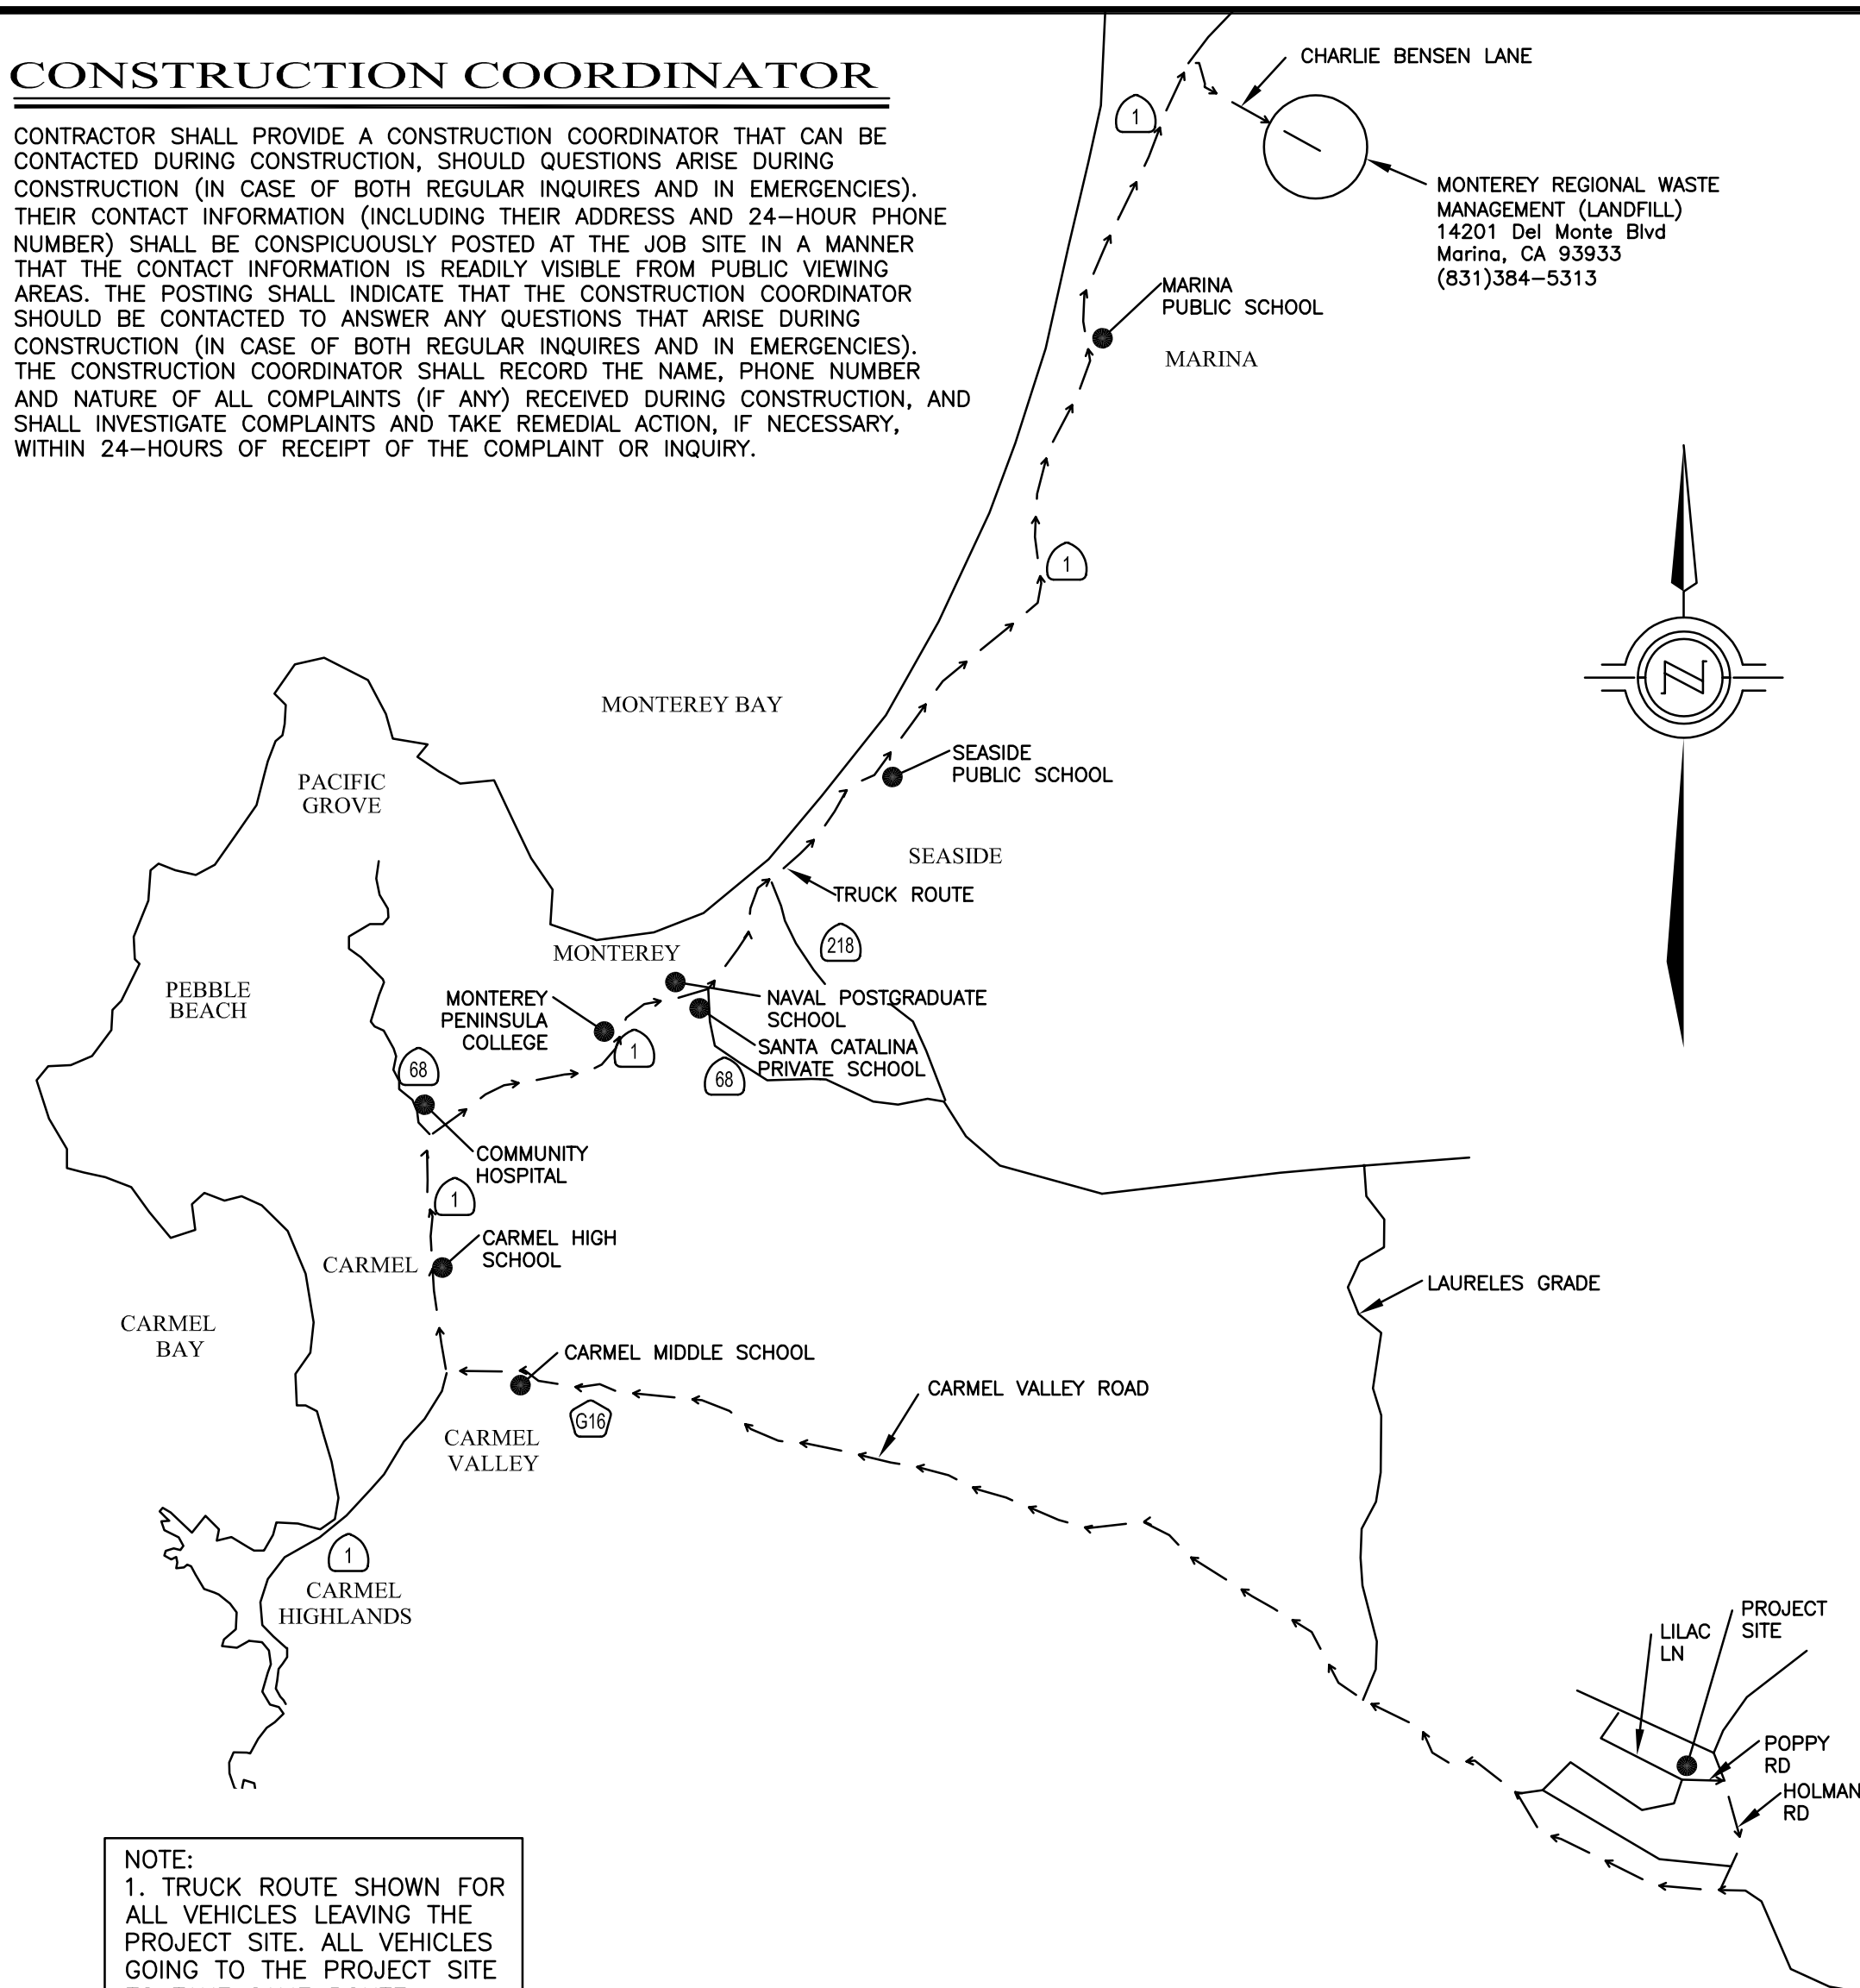 CONSTRUCTION COORDINATOR
CONTRACTOR SHALL PROVIDE A CONSTRUCTION COORDINATOR THAT CAN BE
CONTACTED DURING CONSTRUCTION, SHOULD QUESTIONS ARISE DURING
CONSTRUCTION (IN CASE OF BOTH REGULAR INQUIRES AND IN EMERGENCIES).
THEIR CONTACT INFORMATION (INCLUDING THEIR ADDRESS AND 24-HOUR PHONE
NUMBER) SHALL BE CONSPICUOUSLY POSTED AT THE JOB SITE IN A MANNER
THAT THE CONTACT INFORMATION IS READILY VISIBLE FROM PUBLIC VIEWING
AREAS. THE POSTING SHALL INDICATE THAT THE CONSTRUCTION COORDINATOR
SHOULD BE CONTACTED TO ANSWER ANY QUESTIONS THAT ARISE DURING
CONSTRUCTION (IN CASE OF BOTH REGULAR INQUIRES AND IN EMERGENCIES).
THE CONSTRUCTION COORDINATOR SHALL RECORD THE NAME, PHONE NUMBER
AND NATURE OF ALL COMPLAINTS (IF ANY) RECEIVED DURING CONSTRUCTION, AND
SHALL INVESTIGATE COMPLAINTS AND TAKE REMEDIAL ACTION, IF NECESSARY,
WITHIN 24-HOURS OF RECEIPT OF THE COMPLAINT OR INQUIRY.
CHARLIE BENSEN LANE
1
MONTEREY REGIONAL WASTE
MANAGEMENT (LANDFILL)
14201 Del Monte Blvd
Marina, CA 93933
(831)384-5313
MARINA
PUBLIC SCHOOL
MARINA
1
N
MONTEREY BAY
SEASIDE
PUBLIC SCHOOL
PACIFIC
GROVE
SEASIDE
TRUCK ROUTE
218
MONTEREY
PEBBLE
BEACH
MONTEREY
PENINSULA
COLLEGE
NAVAL POSTGRADUATE
SCHOOL
1
SANTA CATALINA
PRIVATE SCHOOL
68
68
COMMUNITY
HOSPITAL
1
CARMEL HIGH
SCHOOL
CARMEL
LAURELES GRADE
CARMEL
BAY
CARMEL MIDDLE SCHOOL
CARMEL VALLEY ROAD
G16
CARMEL
VALLEY
1
CARMEL
HIGHLANDS
PROJECT
SITE
LILAC
LN
POPPY
RD
HOLMAN
RD
NOTE:
1. TRUCK ROUTE SHOWN FOR
ALL VEHICLES LEAVING THE
PROJECT SITE. ALL VEHICLES
GOING TO THE PROJECT SITE